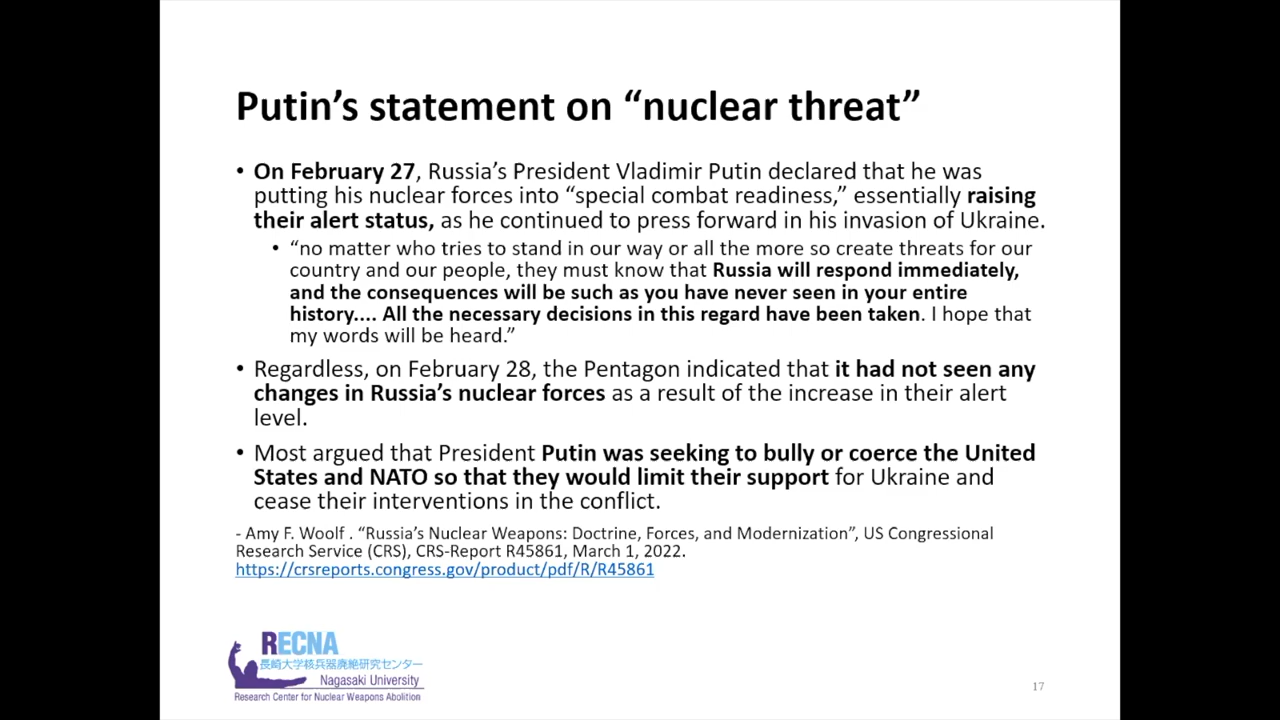 Putin’s statement on “nuclear threat”
• On February 27, Russia’s President Vladimir Putin declared that he was
putting his nuclear forces into “special combat readiness,” essentially raising
their alert status, as he continued to press forward in his invasion of Ukraine.
• “no matter who tries to stand in our way or all the more so create threats for our
country and our people, they must know that Russia will respond immediately,
and the consequences will be such as you have never seen in your entire
history.... All the necessary decisions in this regard have been taken. I hope that
my words will be heard.”
• Regardless, on February 28, the Pentagon indicated that it had not seen any
changes in Russia’s nuclear forces as a result of the increase in their alert
level.
• Most argued that President Putin was seeking to bully or coerce the United
States and NATO so that they would limit their support for Ukraine and
cease their interventions in the conflict.
- Amy F. Woolf . “Russia’s Nuclear Weapons: Doctrine, Forces, and Modernization”, US Congressional
Research Service (CRS), CRS-Report R45861, March 1, 2022.
https://crsreports.congress.gov/product/pdf/R/R45861
RECNA
長崎大学核兵器廃絶研究センター
Nagasaki University
Research Center for Nuclear Weapons Abolition
17